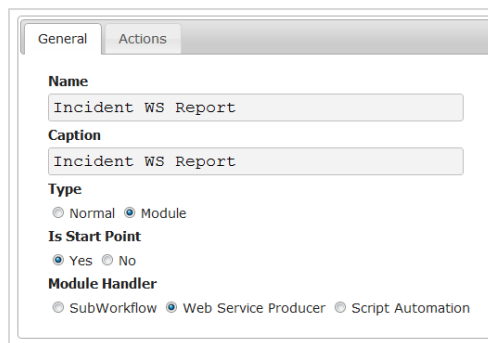 General Actions
Name
Incident WS Report
Caption
Incident WS Report
Type
Normal Module
Is Start Point
Yes No
Module Handler
SubWorkflow Web Service Producer Script Automation